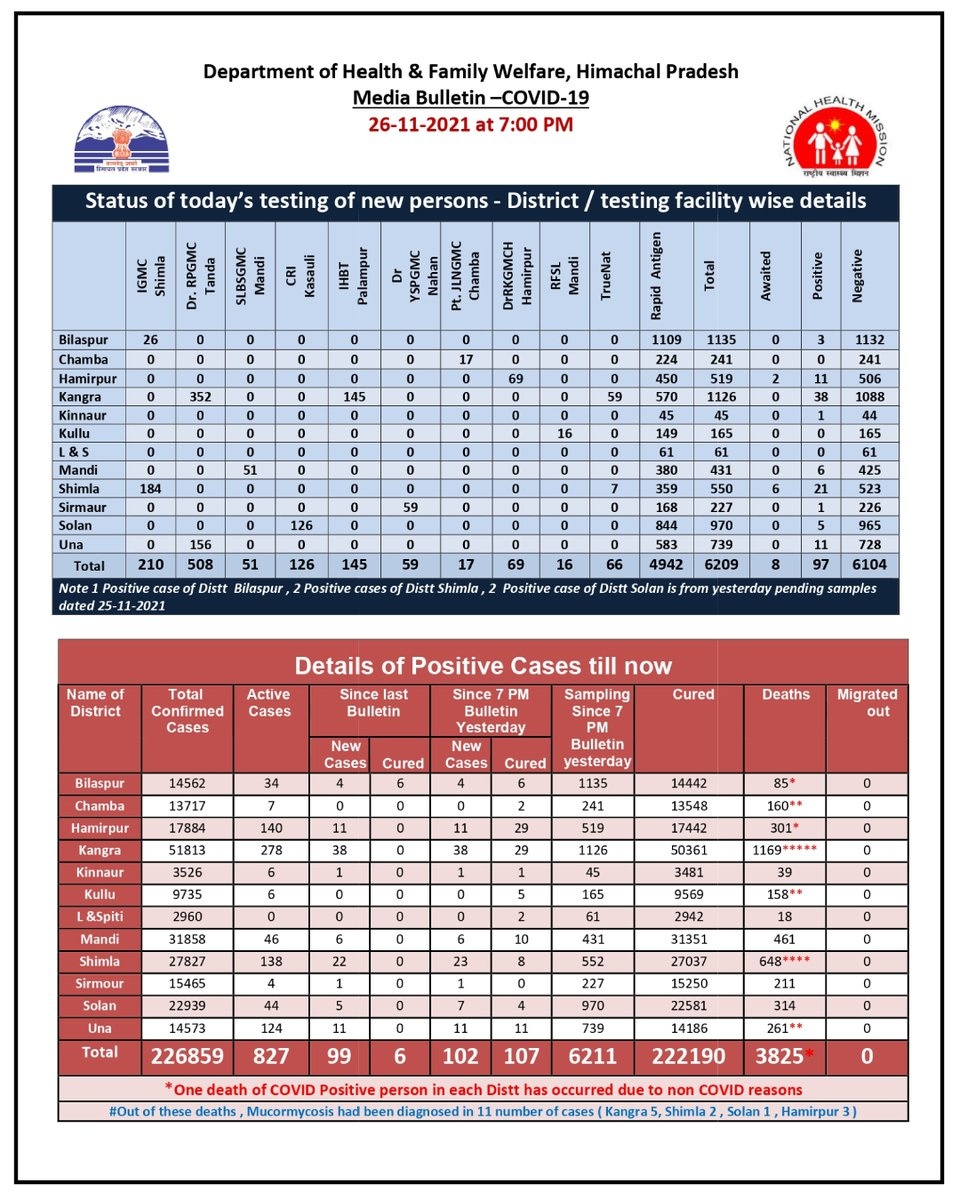 Department of Health & Family Welfare, Himachal Pradesh
Media Bulletin –COVID-19
26-11-2021 at 7:00 PM
NATIONAL HEALTH MISSION
राष्ट्रीय स्वास्थ्य मिशन
हिमाचल प्रदेश सरकार
Status of today's testing of new persons - District / testing facility wise details
IGMC Shimla Dr. RPGMC Tanda SLBSGMC Mandi CRI Kasauli IHBT Palampur Dr YSPGMC Nahan Pt. JLNGMC Chamba DrRKGMCH Hamirpur RFSL Mandi TrueNat Rapid Antigen Total Awaited Positive Negative
Bilaspur 26 0 0 0 0 0 0 0 0 0 1109 1135 0 3 1132
Chamba 0 0 0 0 0 0 17 0 0 0 224 241 0 0 241
Hamirpur 0 0 0 0 0 0 0 69 0 0 450 519 2 11 506
Kangra 0 352 0 0 145 0 0 0 0 59 570 1126 0 38 1088
Kinnaur 0 0 0 0 0 0 0 0 0 0 45 45 0 1 44
Kullu 0 0 0 0 0 0 0 0 16 0 149 165 0 0 165
L & S 0 0 0 0 0 0 0 0 0 0 61 61 0 0 61
Mandi 0 0 51 0 0 0 0 0 0 0 380 431 0 6 425
Shimla 184 0 0 0 0 0 0 0 0 7 359 550 6 21 523
Sirmaur 0 0 0 0 0 59 0 0 0 0 168 227 0 1 226
Solan 0 0 0 126 0 0 0 0 0 0 844 970 0 5 965
Una 0 156 0 0 0 0 0 0 0 0 583 739 0 11 728
Total 210 508 51 126 145 59 17 69 16 66 4942 6209 8 97 6104
Note 1 Positive case of Distt Bilaspur , 2 Positive cases of Distt Shimla , 2 Positive case of Distt Solan is from yesterday pending samples
dated 25-11-2021
Details of Positive Cases till now
Name of District Total Confirmed Cases Active Cases Since last Bulletin Since 7 PM Bulletin Yesterday Sampling Since 7 PM Bulletin yesterday Cured Deaths Migrated out
New Cases Cured New Cases Cured
Bilaspur 14562 34 4 6 4 6 1135 14442 85* 0
Chamba 13717 7 0 0 0 2 241 13548 160** 0
Hamirpur 17884 140 11 0 11 29 519 17442 301* 0
Kangra 51813 278 38 0 38 29 1126 50361 1169***** 0
Kinnaur 3526 6 1 0 1 1 45 3481 39 0
Kullu 9735 6 0 0 0 5 165 9569 158** 0
L &Spiti 2960 0 0 0 0 2 61 2942 18 0
Mandi 31858 46 6 0 6 10 431 31351 461 0
Shimla 27827 138 22 0 23 8 552 27037 648**** 0
Sirmour 15465 4 1 0 1 0 227 15250 211 0
Solan 22939 44 5 0 7 4 970 22581 314 0
Una 14573 124 11 0 11 11 739 14186 261** 0
Total 226859 827 99 6 102 107 6211 222190 3825* 0
*One death of COVID Positive person in each Distt has occurred due to non COVID reasons
#Out of these deaths , Mucormycosis had been diagnosed in 11 number of cases ( Kangra 5, Shimla 2 , Solan 1 , Hamirpur 3 )